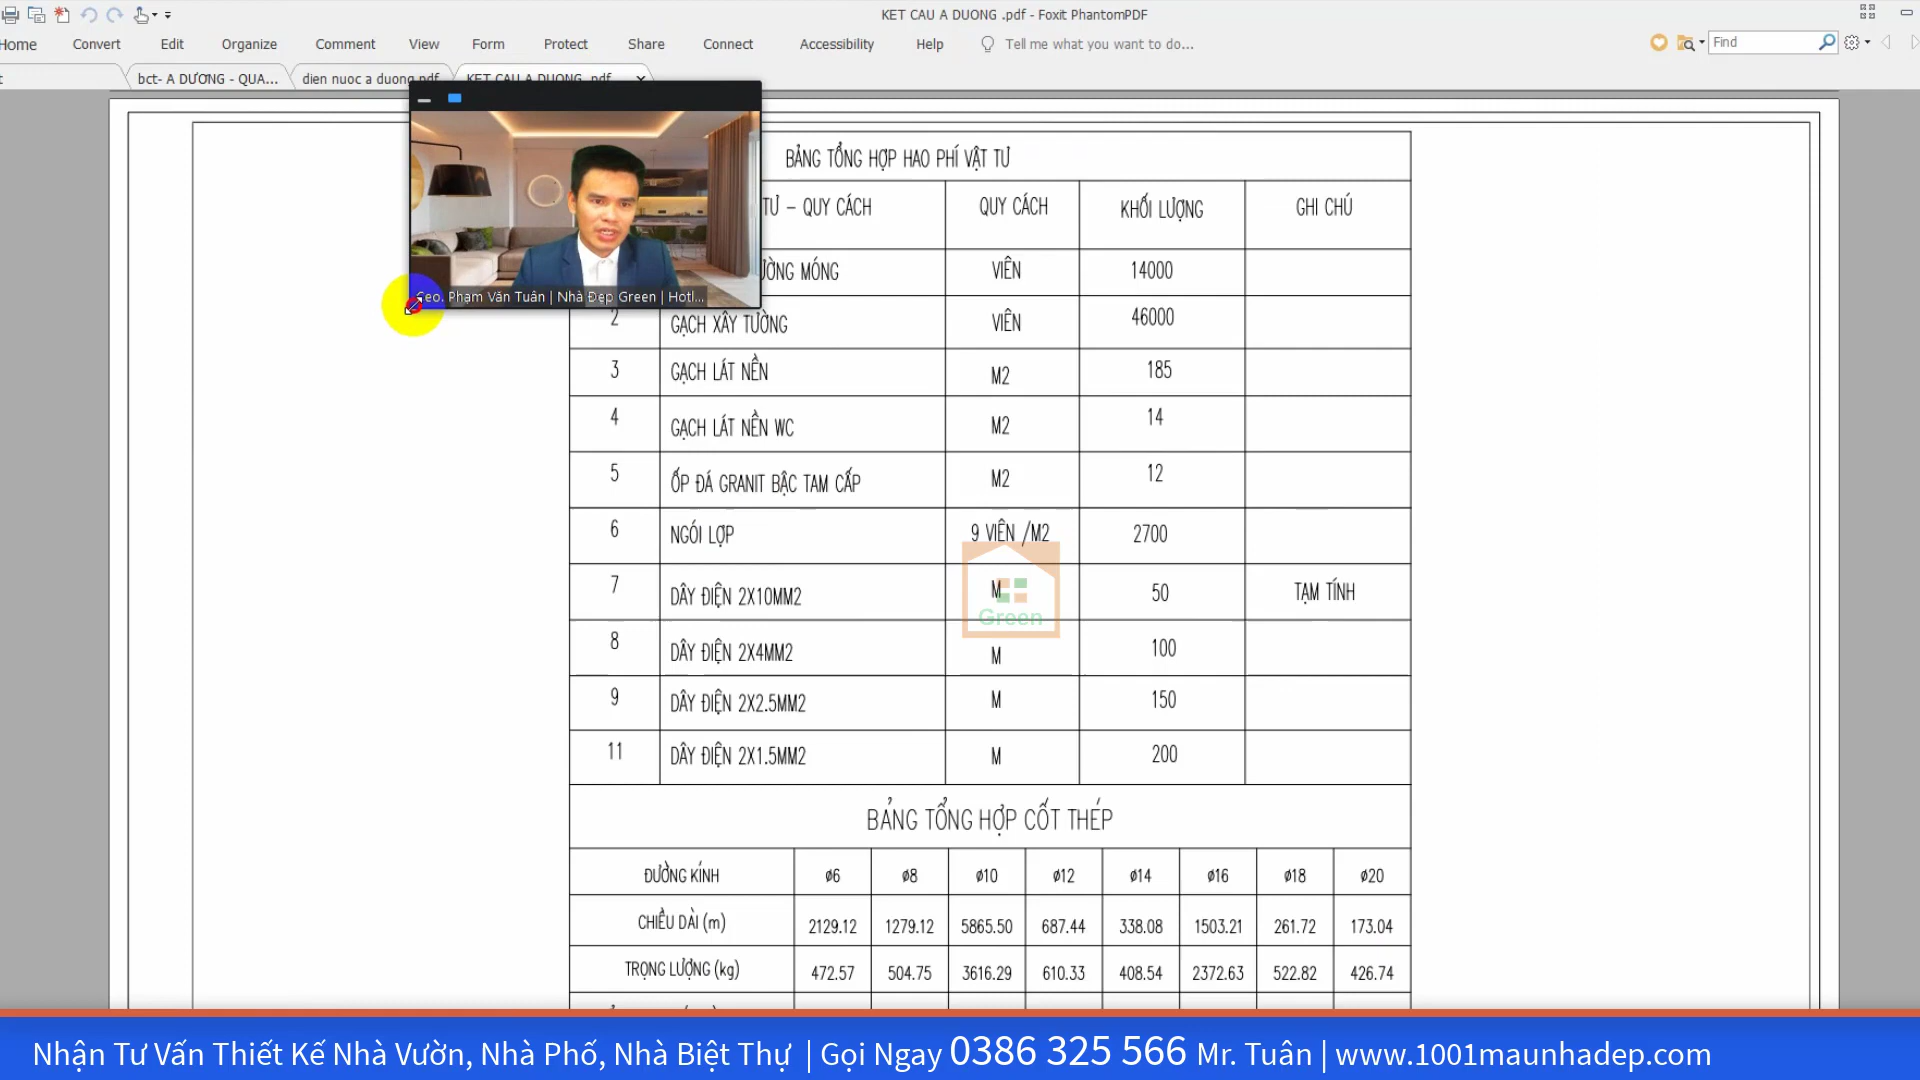 KET CAU A DUONG .pdf - Foxit PhantomPDF
Home Convert Edit Organize Comment View Form Protect Share Connect Accessibility Help Tell me what you want to do... Find
bct- A DƯƠNG - QUA... dien nuoc a duong.pdf KET CAU A DUONG .pdf
BẢNG TỔNG HỢP HAO PHÍ VẬT TƯ
TƯ – QUY CÁCH QUY CÁCH KHỐI LƯỢNG GHI CHÚ
MÓNG VIÊN 14000
Ceo. Phạm Văn Tuân | Nhà Đẹp Green | Hotl...
2 GẠCH XÂY TƯỜNG VIÊN 46000
3 GẠCH LÁT NỀN M2 185
4 GẠCH LÁT NỀN WC M2 14
5 ỐP ĐÁ GRANIT BẬC TAM CẤP M2 12
6 NGÓI LỢP 9 VIÊN /M2 2700
7 DÂY ĐIỆN 2X10MM2 M 50 TẠM TÍNH
Green
8 DÂY ĐIỆN 2X4MM2 M 100
9 DÂY ĐIỆN 2X2.5MM2 M 150
11 DÂY ĐIỆN 2X1.5MM2 M 200
BẢNG TỔNG HỢP CỐT THÉP
ĐƯỜNG KÍNH ø6 ø8 ø10 ø12 ø14 ø16 ø18 ø20
CHIỀU DÀI (m) 2129.12 1279.12 5865.50 687.44 338.08 1503.21 261.72 173.04
TRỌNG LƯỢNG (kg) 472.57 504.75 3616.29 610.33 408.54 2372.63 522.82 426.74
Nhận Tư Vấn Thiết Kế Nhà Vườn, Nhà Phố, Nhà Biệt Thự | Gọi Ngay 0386 325 566 Mr. Tuân | www.1001maunhadep.com